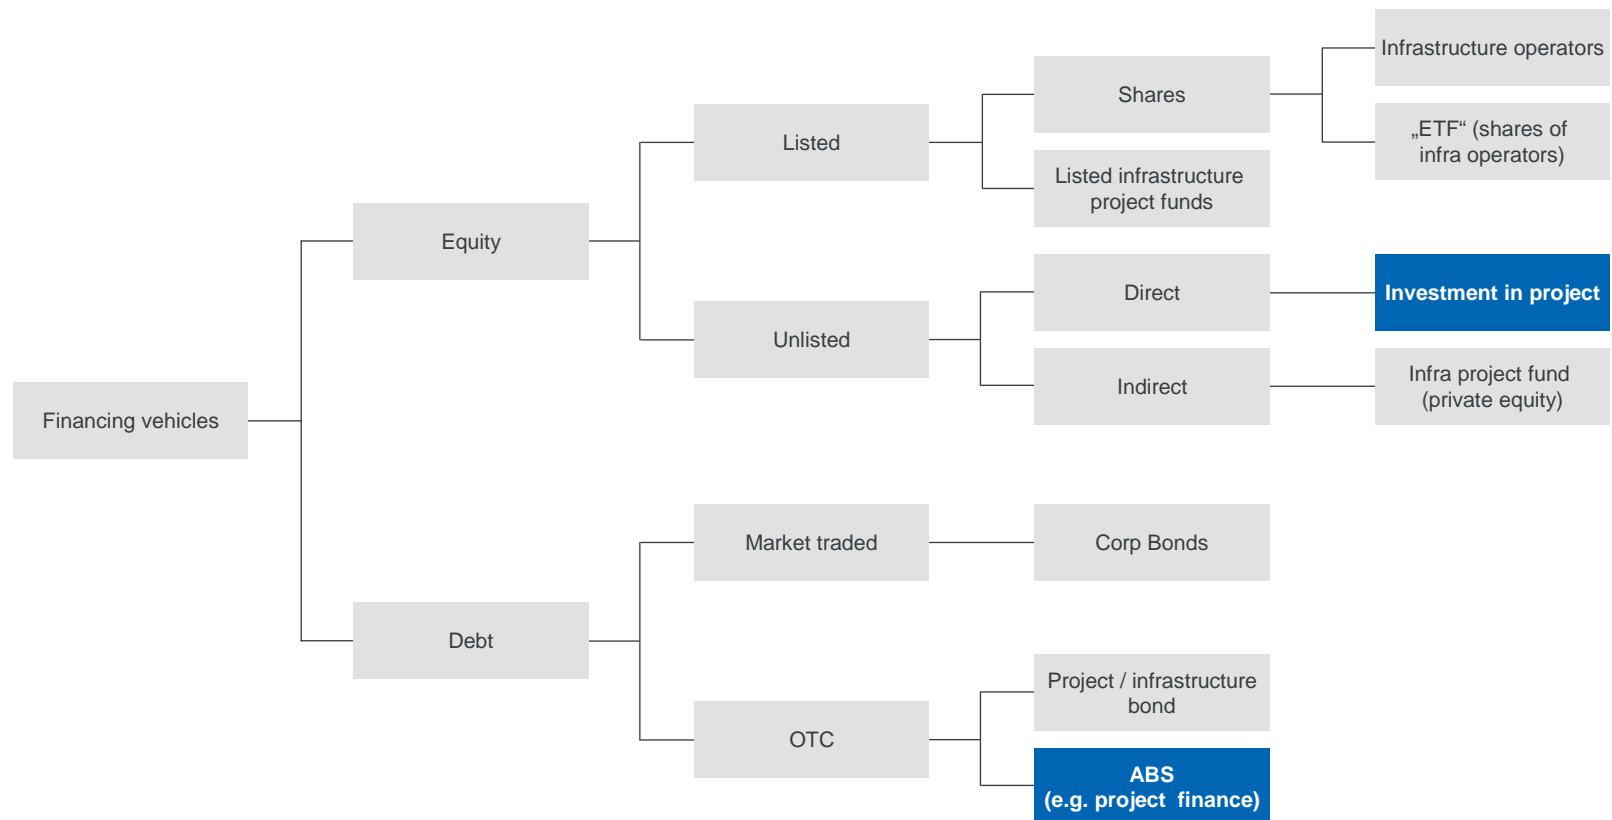 Financing vehicles
Equity
Listed
Shares
Infrastructure operators
„ETF“ (shares of
infra operators)
Listed infrastructure
project funds
Unlisted
Direct
Investment in project
Indirect
Infra project fund
(private equity)
Debt
Market traded
Corp Bonds
OTC
Project / infrastructure
bond
ABS
(e.g. project finance)